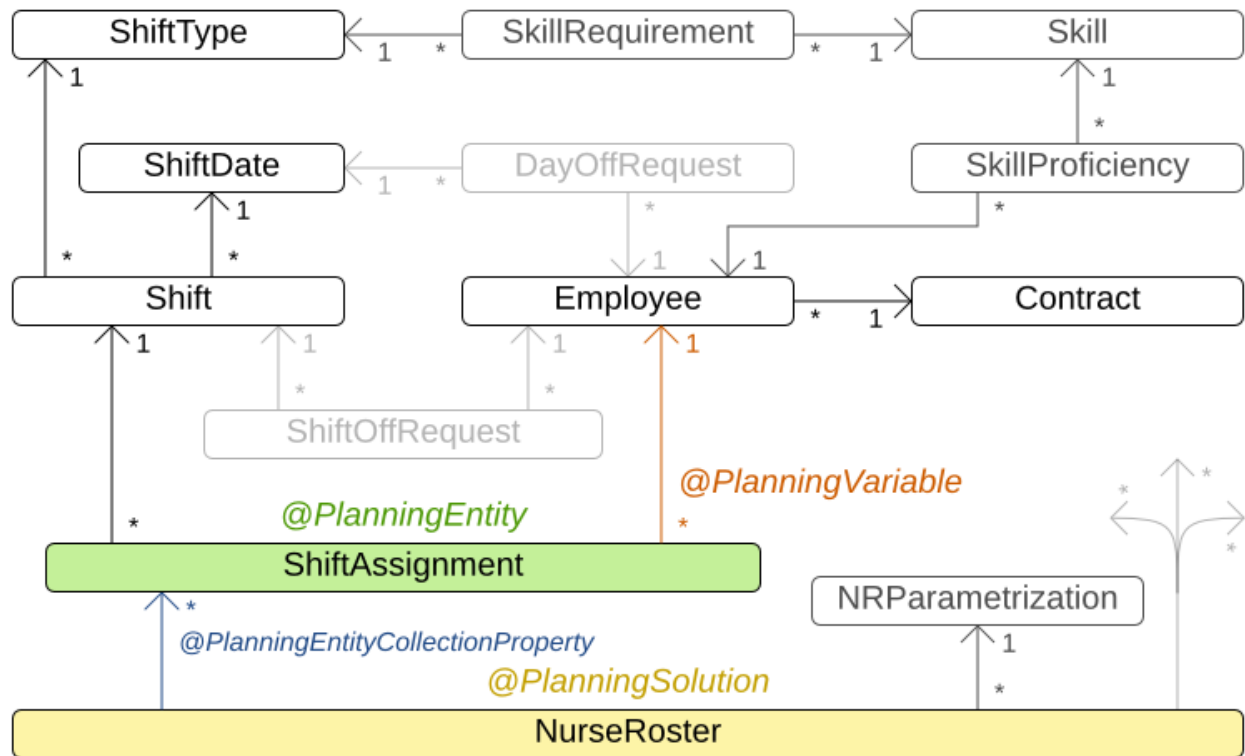 ShiftType
1
*
SkillRequirement
*
1
Skill
1
1
*
ShiftDate
1
*
DayOffRequest
SkillProficiency
1
*
*
*
*
1
1
Shift
Employee
*
1
Contract
1
1
1
1
*
*
ShiftOffRequest
@PlanningVariable
*
*
@PlanningEntity
*
*
*
ShiftAssignment
*
NRParametrization
@PlanningEntityCollectionProperty
1
@PlanningSolution
*
NurseRoster